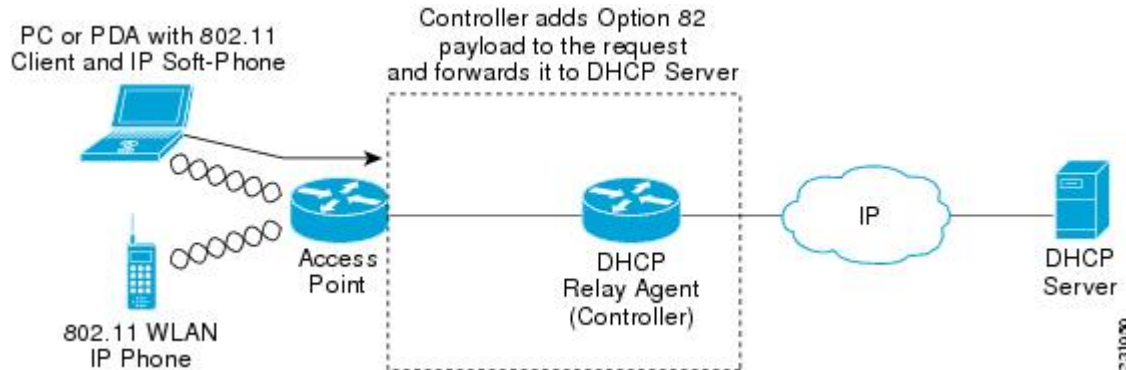 Controller adds Option 82
payload to the request
and forwards it to DHCP Server
PC or PDA with 802.11
Client and IP Soft-Phone
Access
Point
DHCP
Relay Agent
(Controller)
IP
DHCP
Server
802.11 WLAN
IP Phone